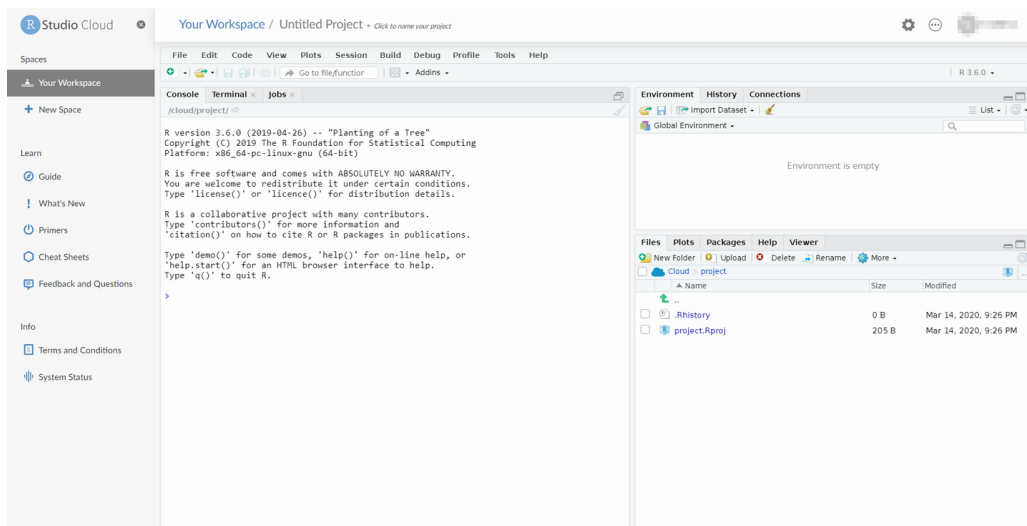 R Studio Cloud
Your Workspace / Untitled Project - Click to name your project
Spaces
Your Workspace
New Space
Learn
Guide
What's New
Primers
Cheat Sheets
Feedback and Questions
Info
Terms and Conditions
System Status
File Edit Code View Plots Session Build Debug Profile Tools Help
Go to file/function Addins R 3.6.0
Console Terminal × Jobs ×
/cloud/project/
R version 3.6.0 (2019-04-26) -- "Planting of a Tree"
Copyright (C) 2019 The R Foundation for Statistical Computing
Platform: x86_64-pc-linux-gnu (64-bit)
R is free software and comes with ABSOLUTELY NO WARRANTY.
You are welcome to redistribute it under certain conditions.
Type 'license()' or 'licence()' for distribution details.
R is a collaborative project with many contributors.
Type 'contributors()' for more information and
'citation()' on how to cite R or R packages in publications.
Type 'demo()' for some demos, 'help()' for on-line help, or
'help.start()' for an HTML browser interface to help.
Type 'q()' to quit R.
>
Environment History Connections
Import Dataset List
Global Environment
Environment is empty
Files Plots Packages Help Viewer
New Folder Upload Delete Rename More
Cloud > project ...
Name Size Modified
..
.Rhistory 0 B Mar 14, 2020, 9:26 PM
project.Rproj 205 B Mar 14, 2020, 9:26 PM